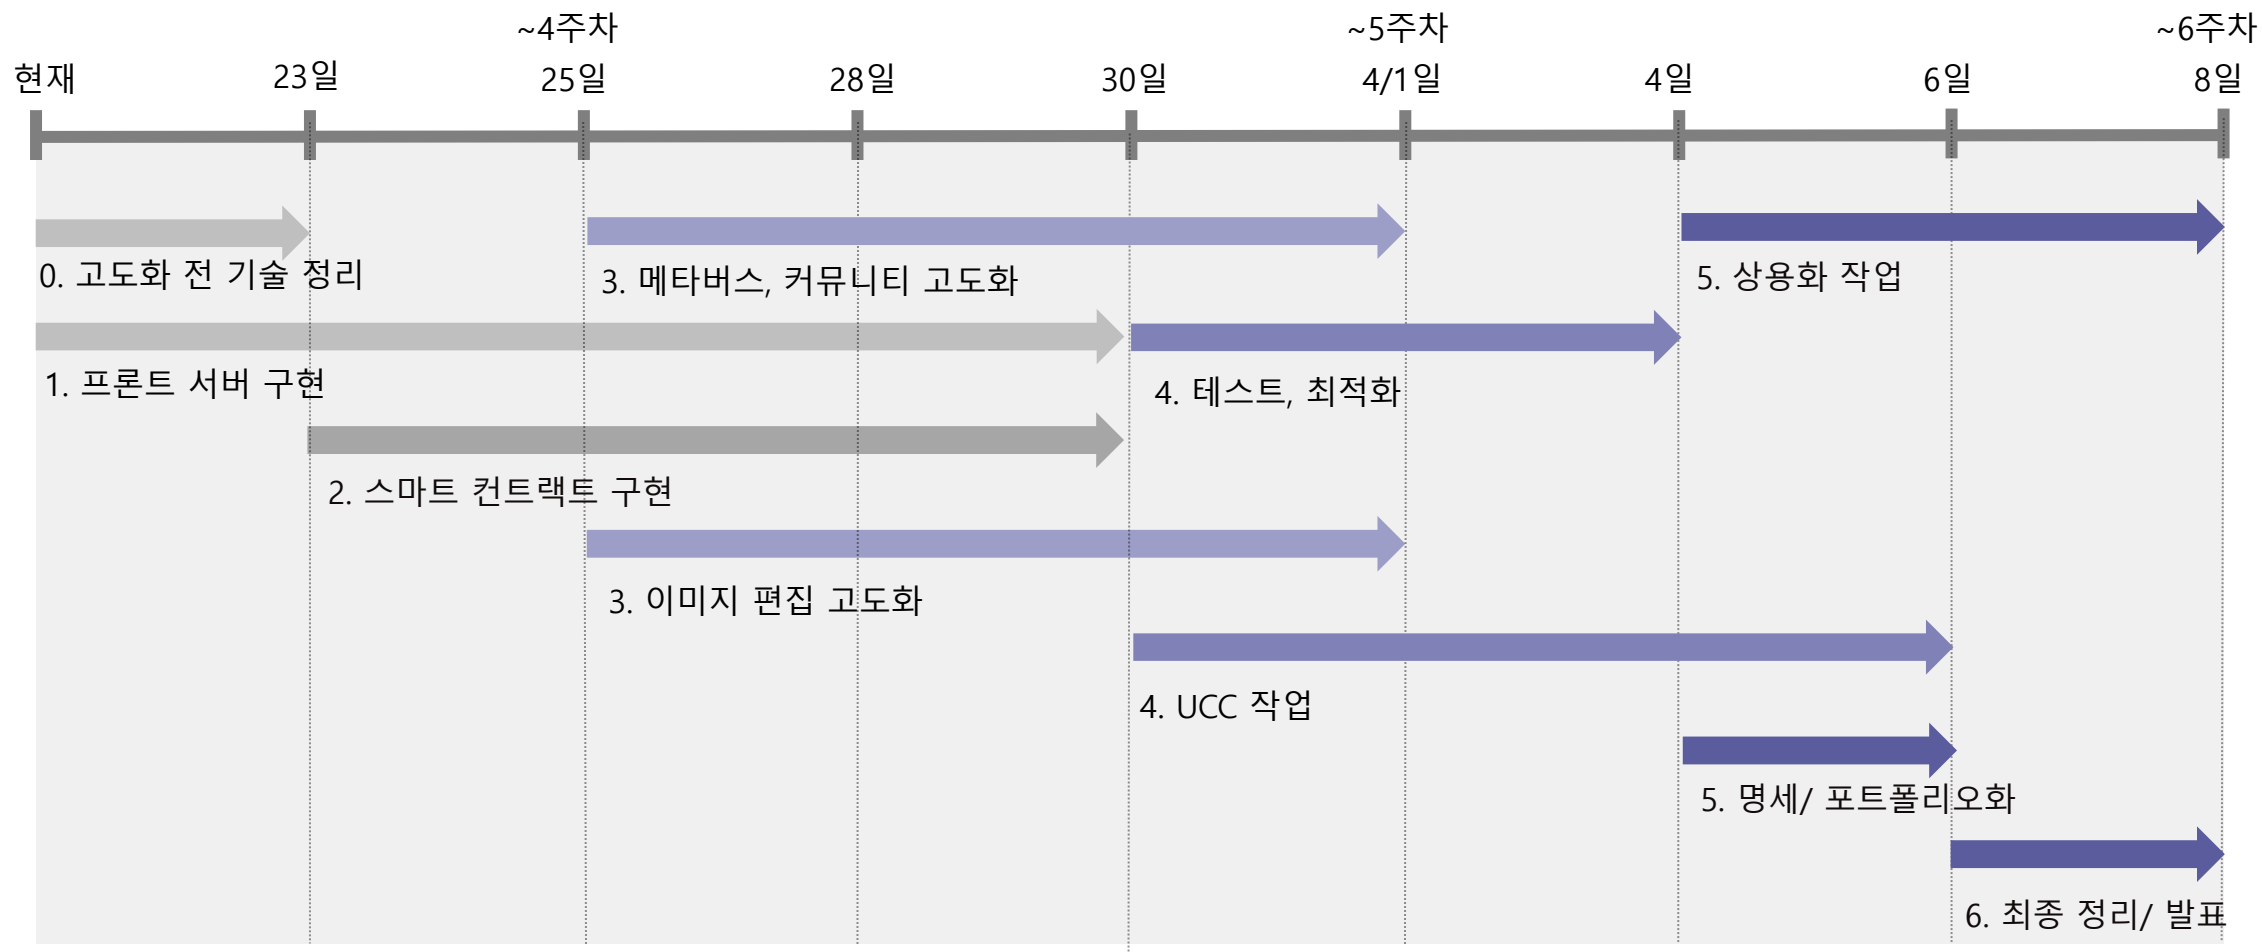 ~4주차
~5주차
~6주차
현재
23일
25일
28일
30일
4/1일
4일
6일
8일
0. 고도화 전 기술 정리
3. 메타버스, 커뮤니티 고도화
5. 상용화 작업
1. 프론트 서버 구현
4. 테스트, 최적화
2. 스마트 컨트랙트 구현
3. 이미지 편집 고도화
4. UCC 작업
5. 명세/ 포트폴리오화
6. 최종 정리/ 발표